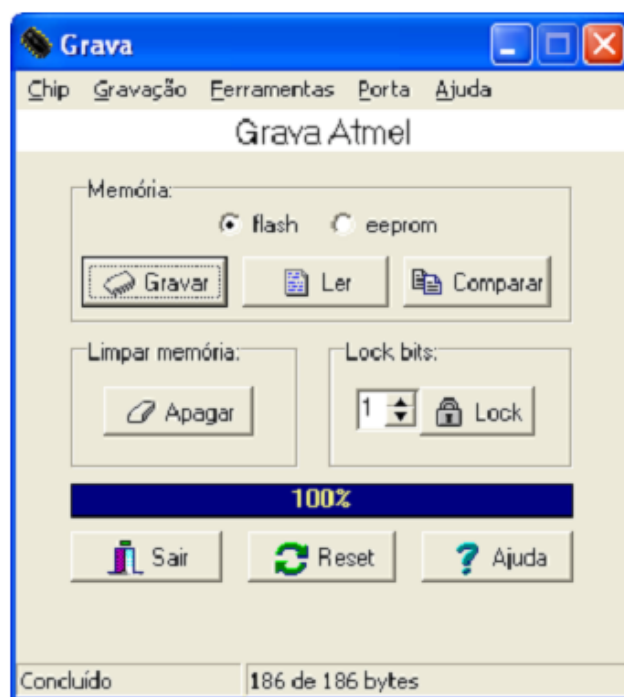 Grava
Chip Gravação Ferramentas Porta Ajuda
Grava Atmel
Memória:
flash eeprom
Gravar Ler Comparar
Limpar memória: Lock bits:
Apagar 1 Lock
100%
Sair Reset Ajuda
Concluído 186 de 186 bytes